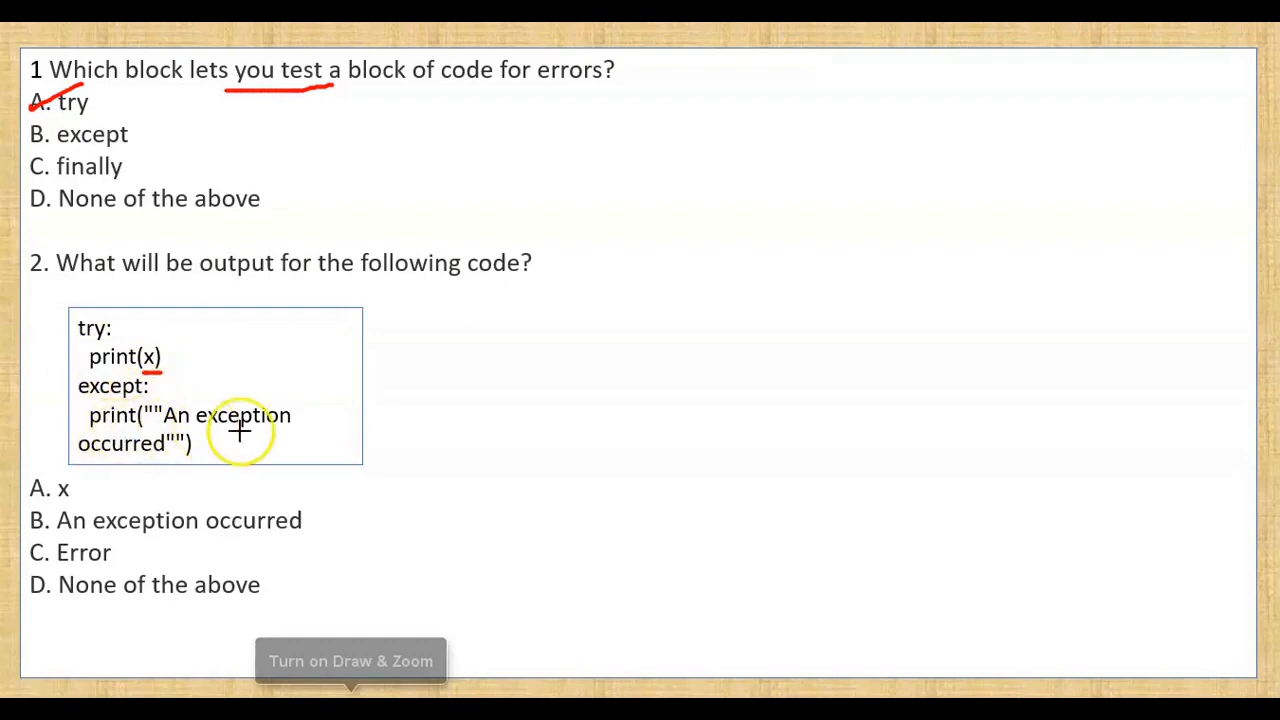 1 Which block lets you test a block of code for errors?
A. try
B. except
C. finally
D. None of the above
2. What will be output for the following code?
try:
print(x)
except:
print(""An exception
occurred"")
A. x
B. An exception occurred
C. Error
D. None of the above
Turn on Draw & Zoom